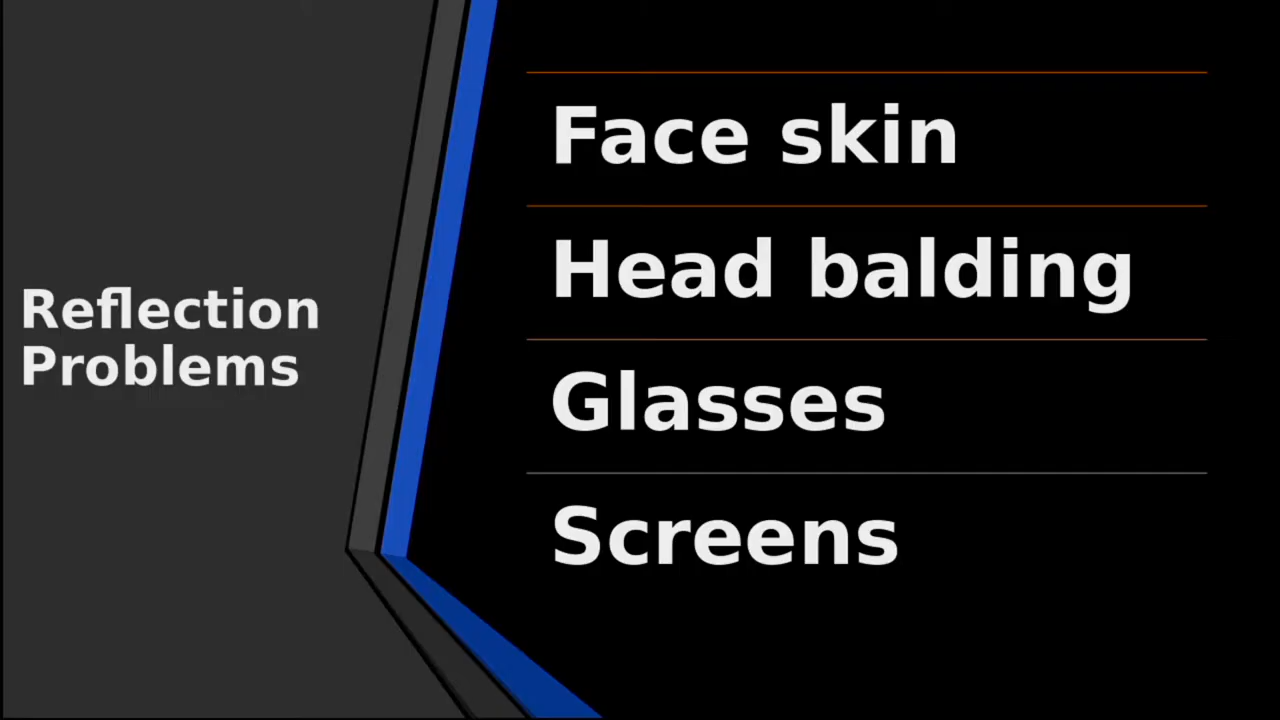 Reflection
Problems
Face skin
Head balding
Glasses
Screens